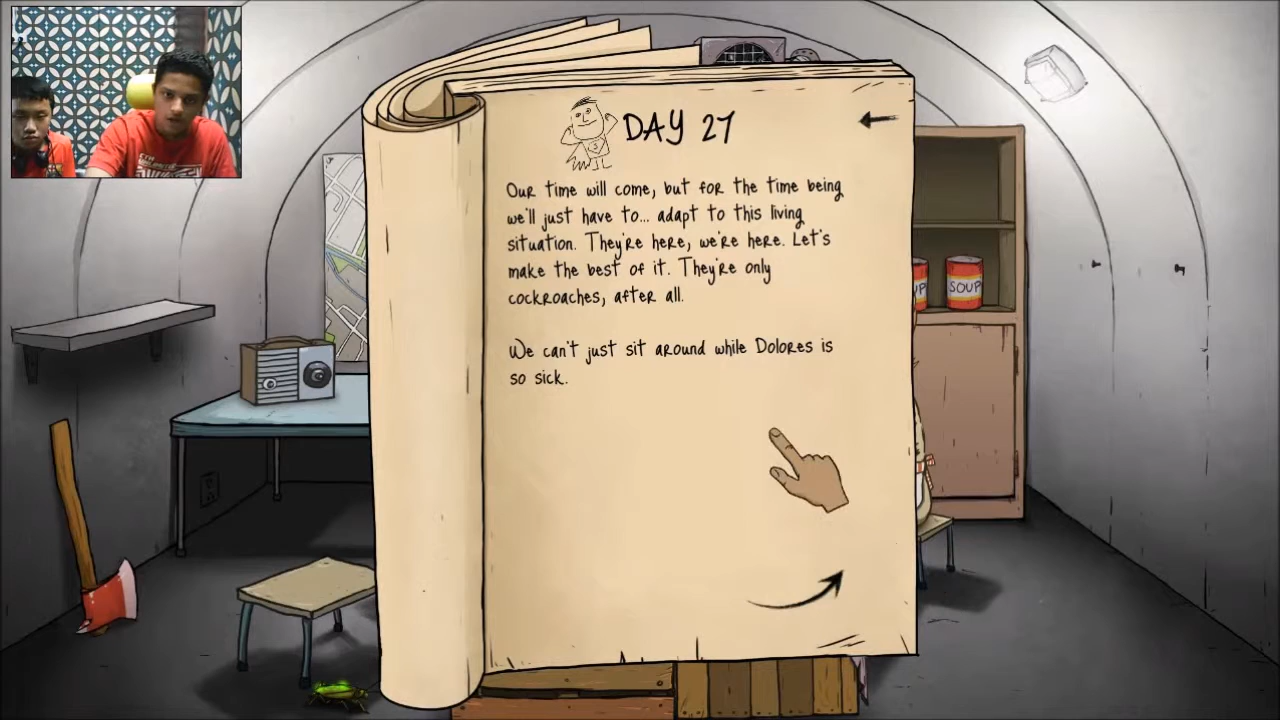 DAY 27
Our time will come, but for the time being
we'll just have to... adapt to this living
situation. They're here, we're here. Let's
make the best of it. They're only
cockroaches, after all.
We can't just sit around while Dolores is
so sick.
UP
SOUP